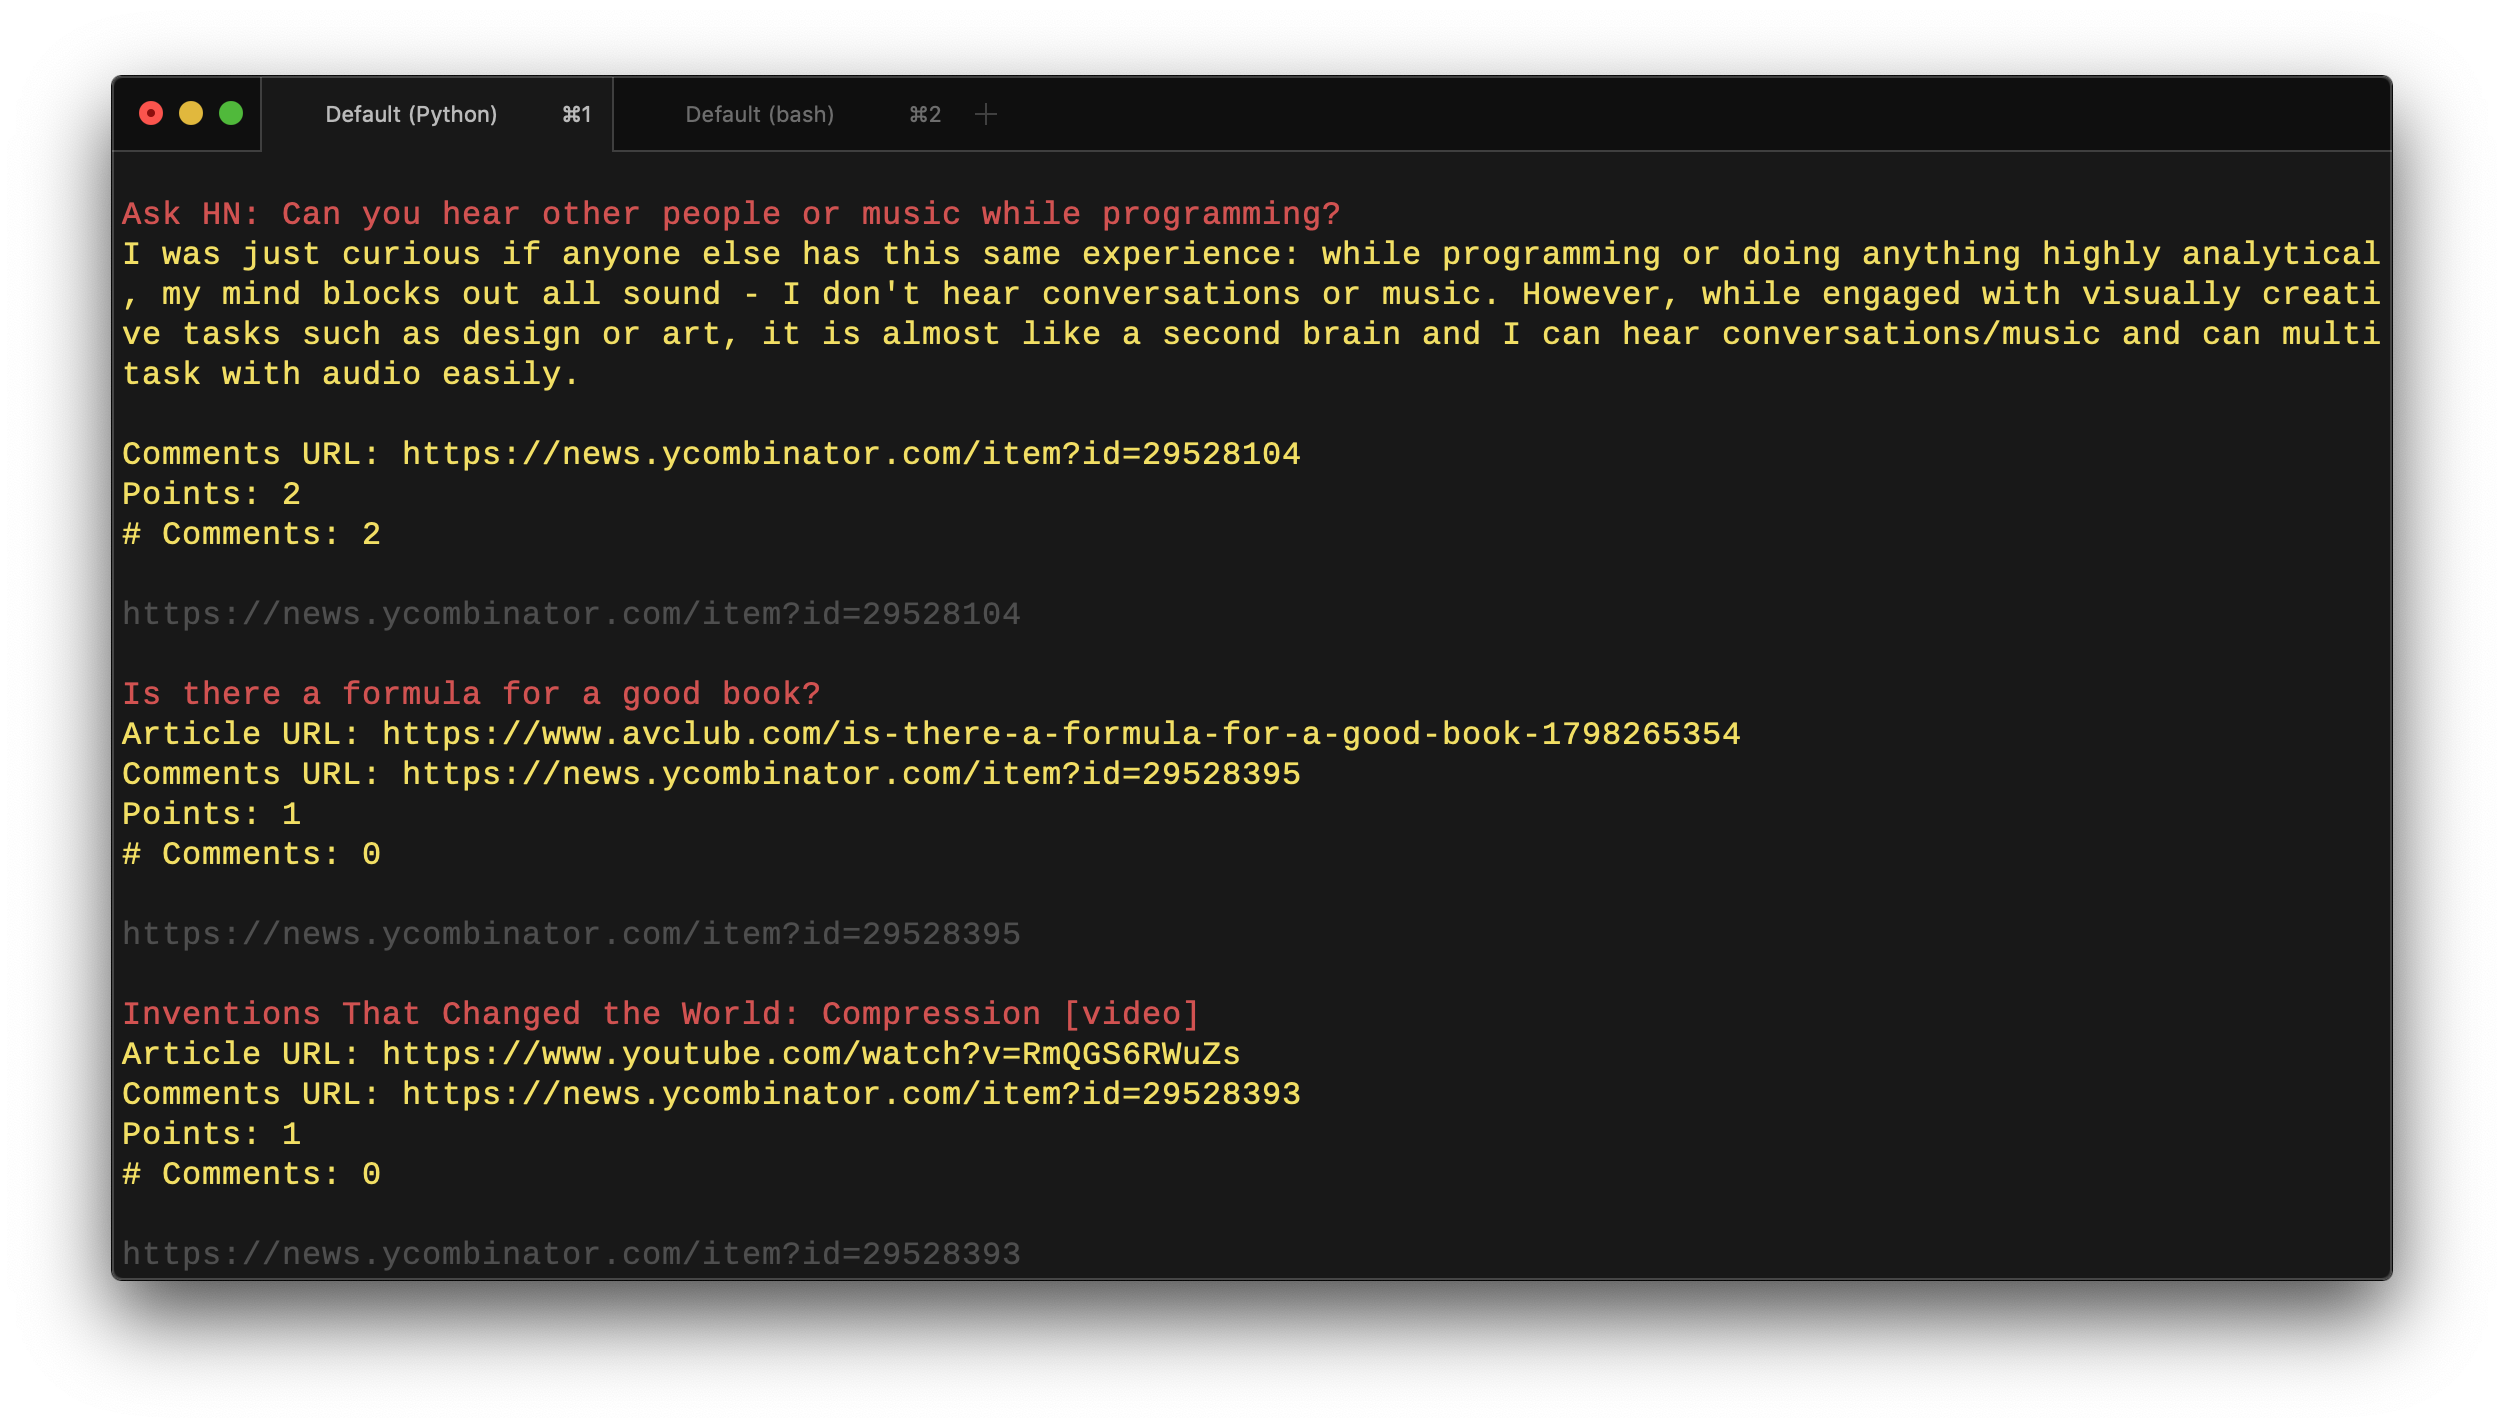 Default (Python) ⌘1 Default (bash) ⌘2 +
Ask HN: Can you hear other people or music while programming?
I was just curious if anyone else has this same experience: while programming or doing anything highly analytical
, my mind blocks out all sound - I don't hear conversations or music. However, while engaged with visually creati
ve tasks such as design or art, it is almost like a second brain and I can hear conversations/music and can multi
task with audio easily.
Comments URL: https://news.ycombinator.com/item?id=29528104
Points: 2
# Comments: 2
https://news.ycombinator.com/item?id=29528104
Is there a formula for a good book?
Article URL: https://www.avclub.com/is-there-a-formula-for-a-good-book-1798265354
Comments URL: https://news.ycombinator.com/item?id=29528395
Points: 1
# Comments: 0
https://news.ycombinator.com/item?id=29528395
Inventions That Changed the World: Compression [video]
Article URL: https://www.youtube.com/watch?v=RmQGS6RWuZs
Comments URL: https://news.ycombinator.com/item?id=29528393
Points: 1
# Comments: 0
https://news.ycombinator.com/item?id=29528393